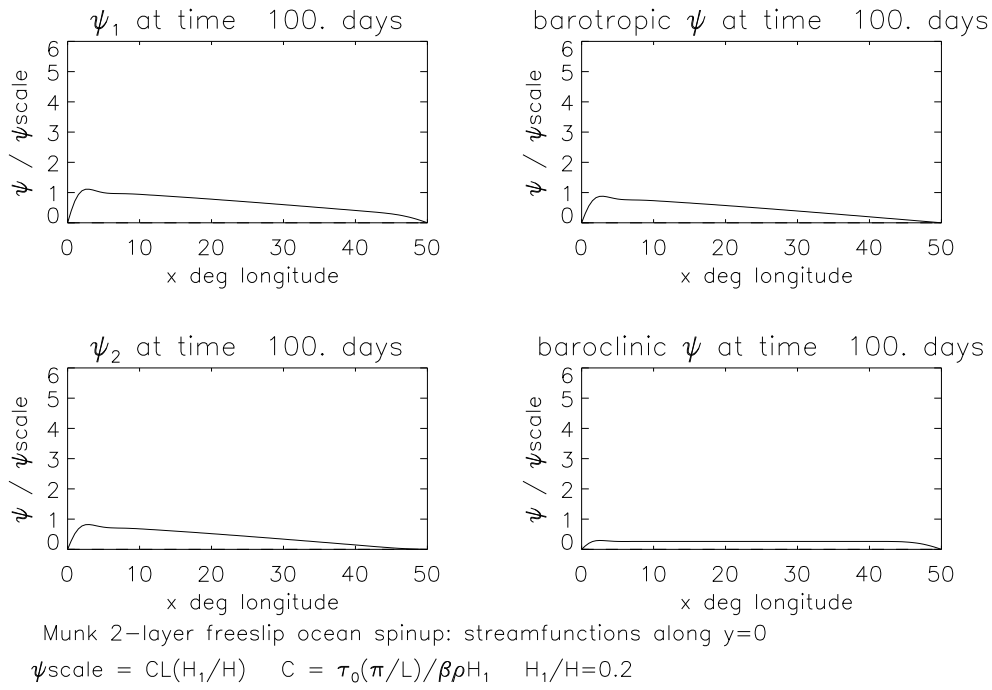 ψ₁ at time 100. days
6
5
4
3
2
1
0
ψ / ψscale
0 10 20 30 40 50
x deg longitude
barotropic ψ at time 100. days
6
5
4
3
2
1
0
ψ / ψscale
0 10 20 30 40 50
x deg longitude
ψ₂ at time 100. days
6
5
4
3
2
1
0
ψ / ψscale
0 10 20 30 40 50
x deg longitude
baroclinic ψ at time 100. days
6
5
4
3
2
1
0
ψ / ψscale
0 10 20 30 40 50
x deg longitude
Munk 2-layer freeslip ocean spinup: streamfunctions along y=0
ψscale = CL(H₁/H) C = τ₀(π/L)/βρH₁ H₁/H=0.2